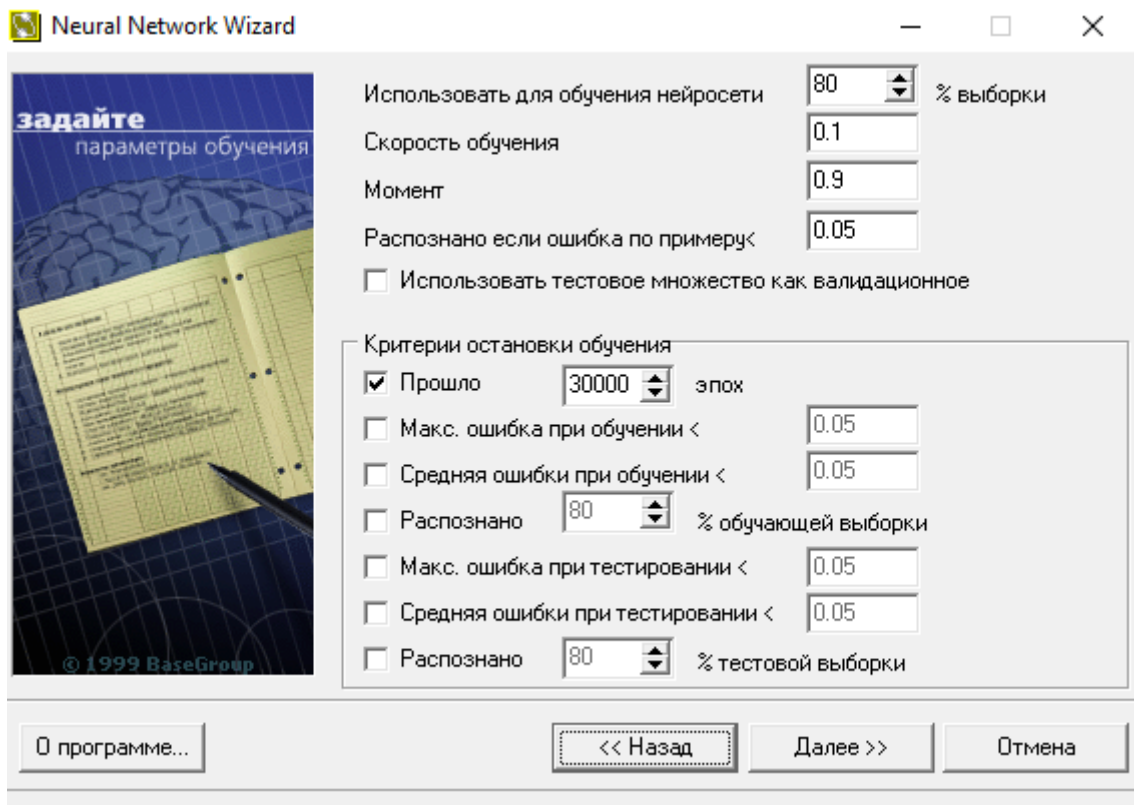 Neural Network Wizard
задайте
параметры обучения
Использовать для обучения нейросети 80 % выборки
Скорость обучения 0.1
Момент 0.9
Распознано если ошибка по примеру< 0.05
Использовать тестовое множество как валидационное
Критерии остановки обучения
Прошло 30000 эпох
Макс. ошибка при обучении < 0.05
Средняя ошибки при обучении < 0.05
Распознано 80 % обучающей выборки
Макс. ошибка при тестировании < 0.05
Средняя ошибки при тестировании < 0.05
Распознано 80 % тестовой выборки
© 1999 BaseGroup
О программе... << Назад Далее >> Отмена